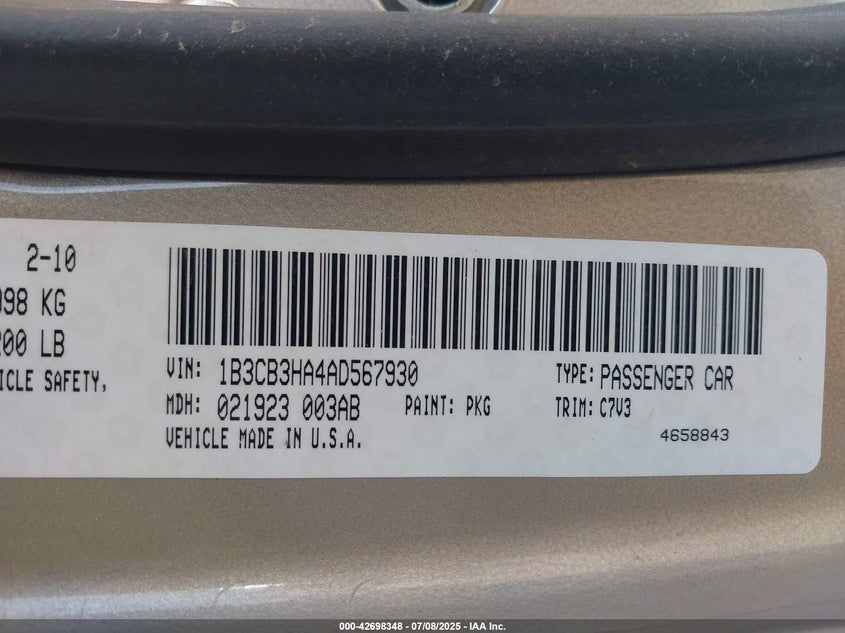 2-10
98 KG
200 LB
ICLE SAFETY,
VIN: 1B3CB3HA4AD567930
TYPE: PASSENGER CAR
MDH: 021923 003AB
PAINT: PKG
TRIM: C7V3
VEHICLE MADE IN U.S.A.
4658843
000-42698348 | 07/08/2025 - IAA Inc.